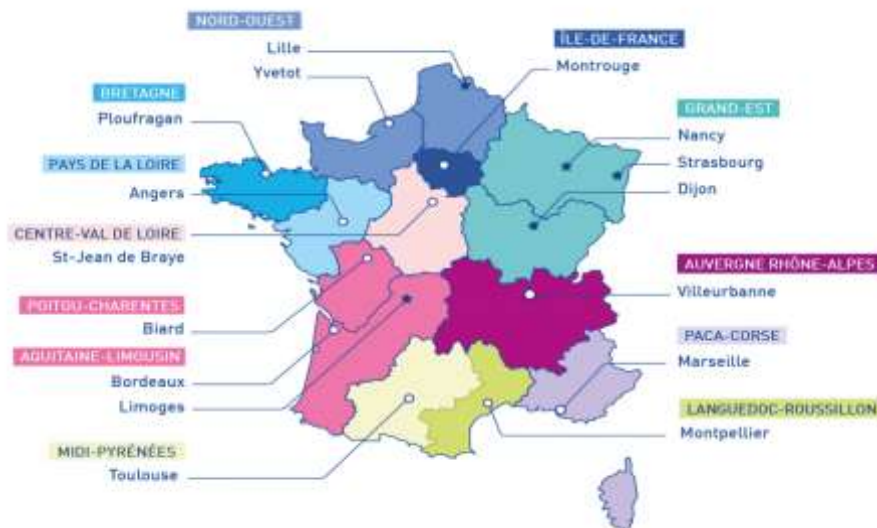 NORD-OUEST
Lille
Yvetot
ÎLE-DE-FRANCE
Montrouge
BRETAGNE
Ploufragan
GRAND-EST
Nancy
Strasbourg
Dijon
PAYS DE LA LOIRE
Angers
CENTRE-VAL DE LOIRE
St-Jean de Braye
AUVERGNE RHÔNE-ALPES
Villeurbanne
POITOU-CHARENTES
Biard
PACA-CORSE
Marseille
AQUITAINE-LIMOUSIN
Bordeaux
Limoges
LANGUEDOC-ROUSSILLON
Montpellier
MIDI-PYRÉNÉES
Toulouse